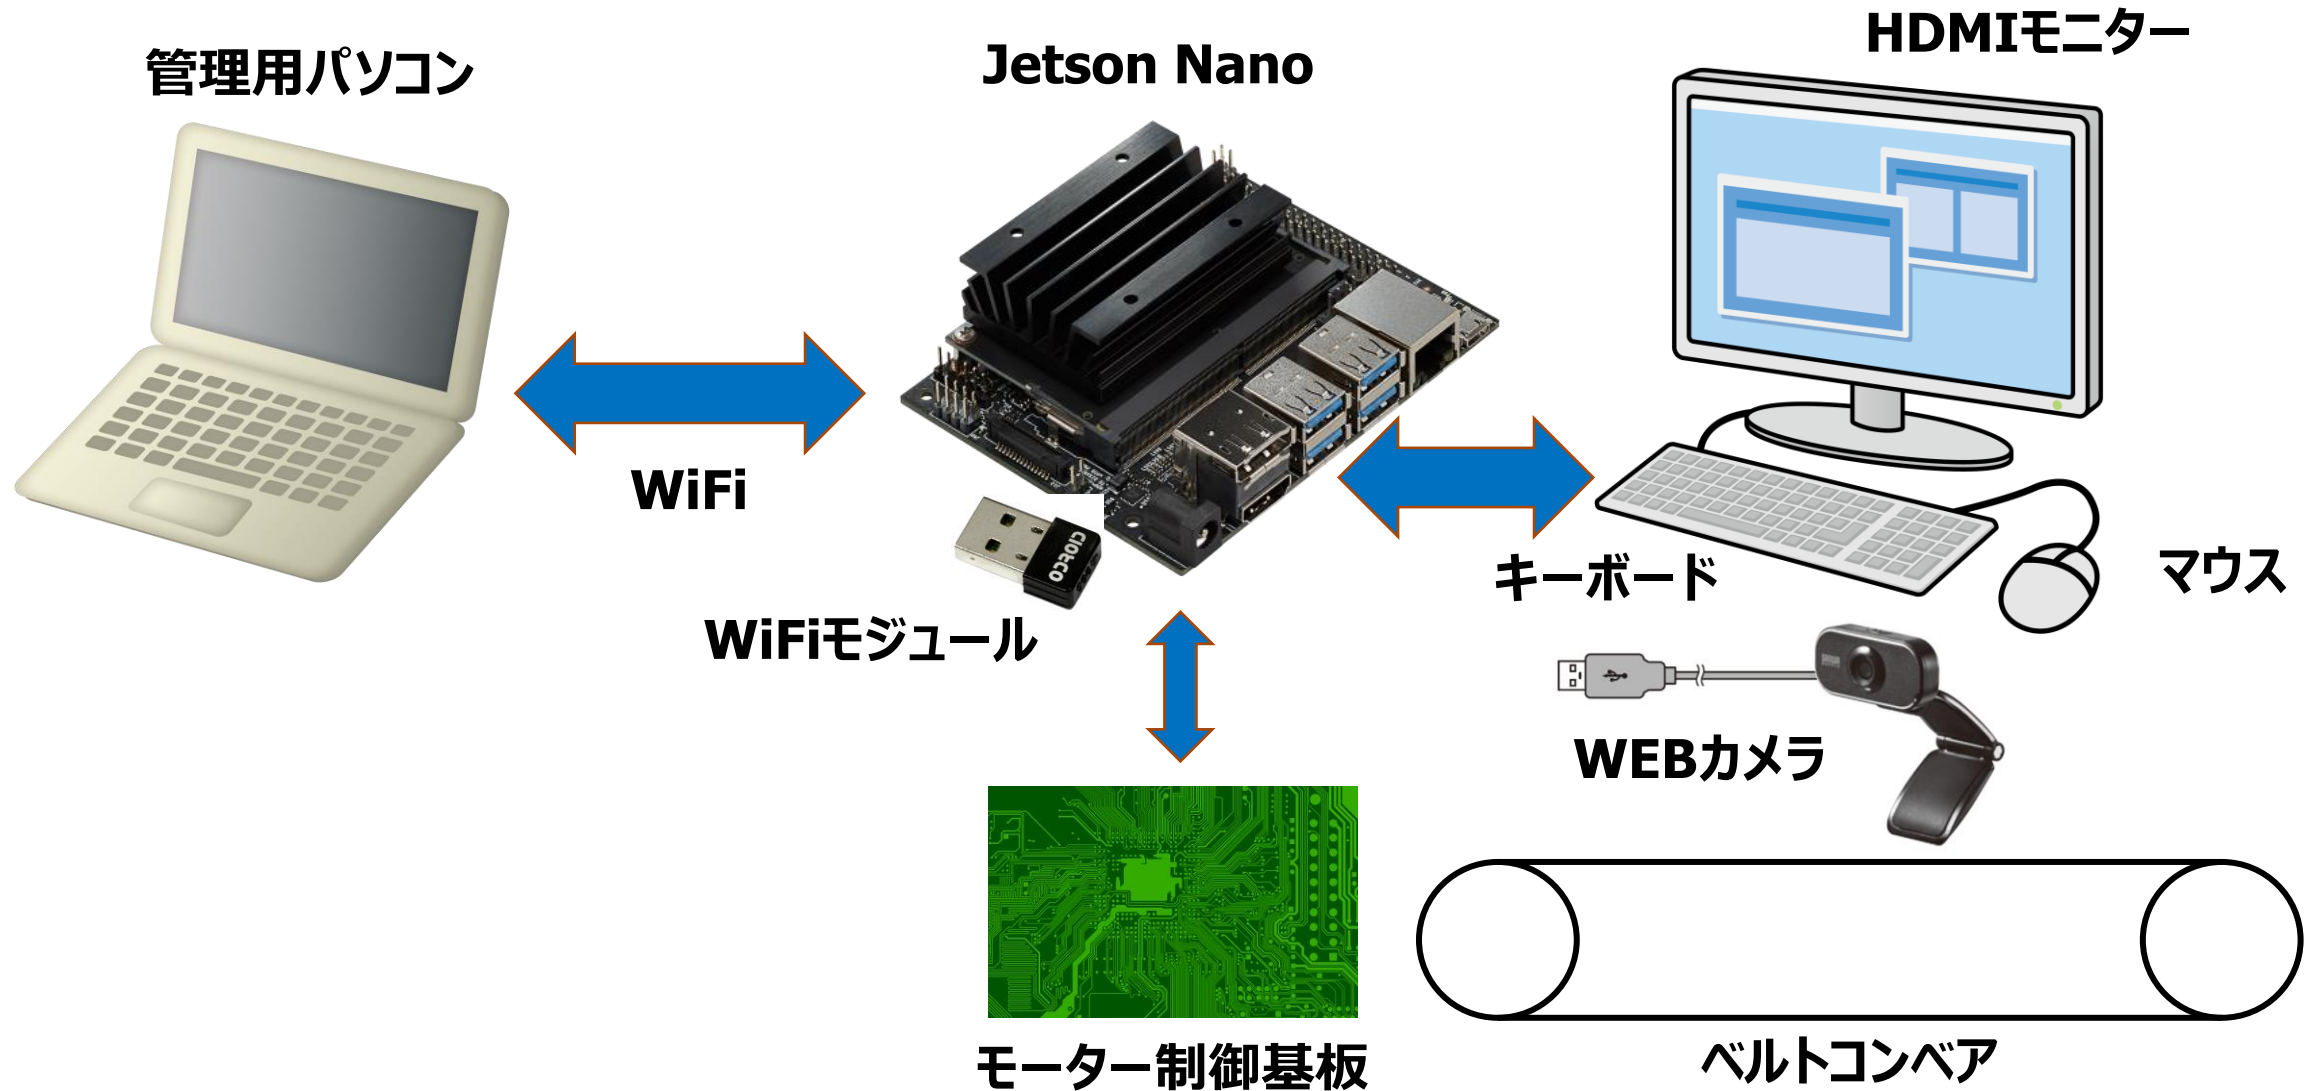 HDMIモニター
管理用パソコン
Jetson Nano
WiFi
キーボード
マウス
ciotco
WiFiモジュール
WEBカメラ
モーター制御基板
ベルトコンベア